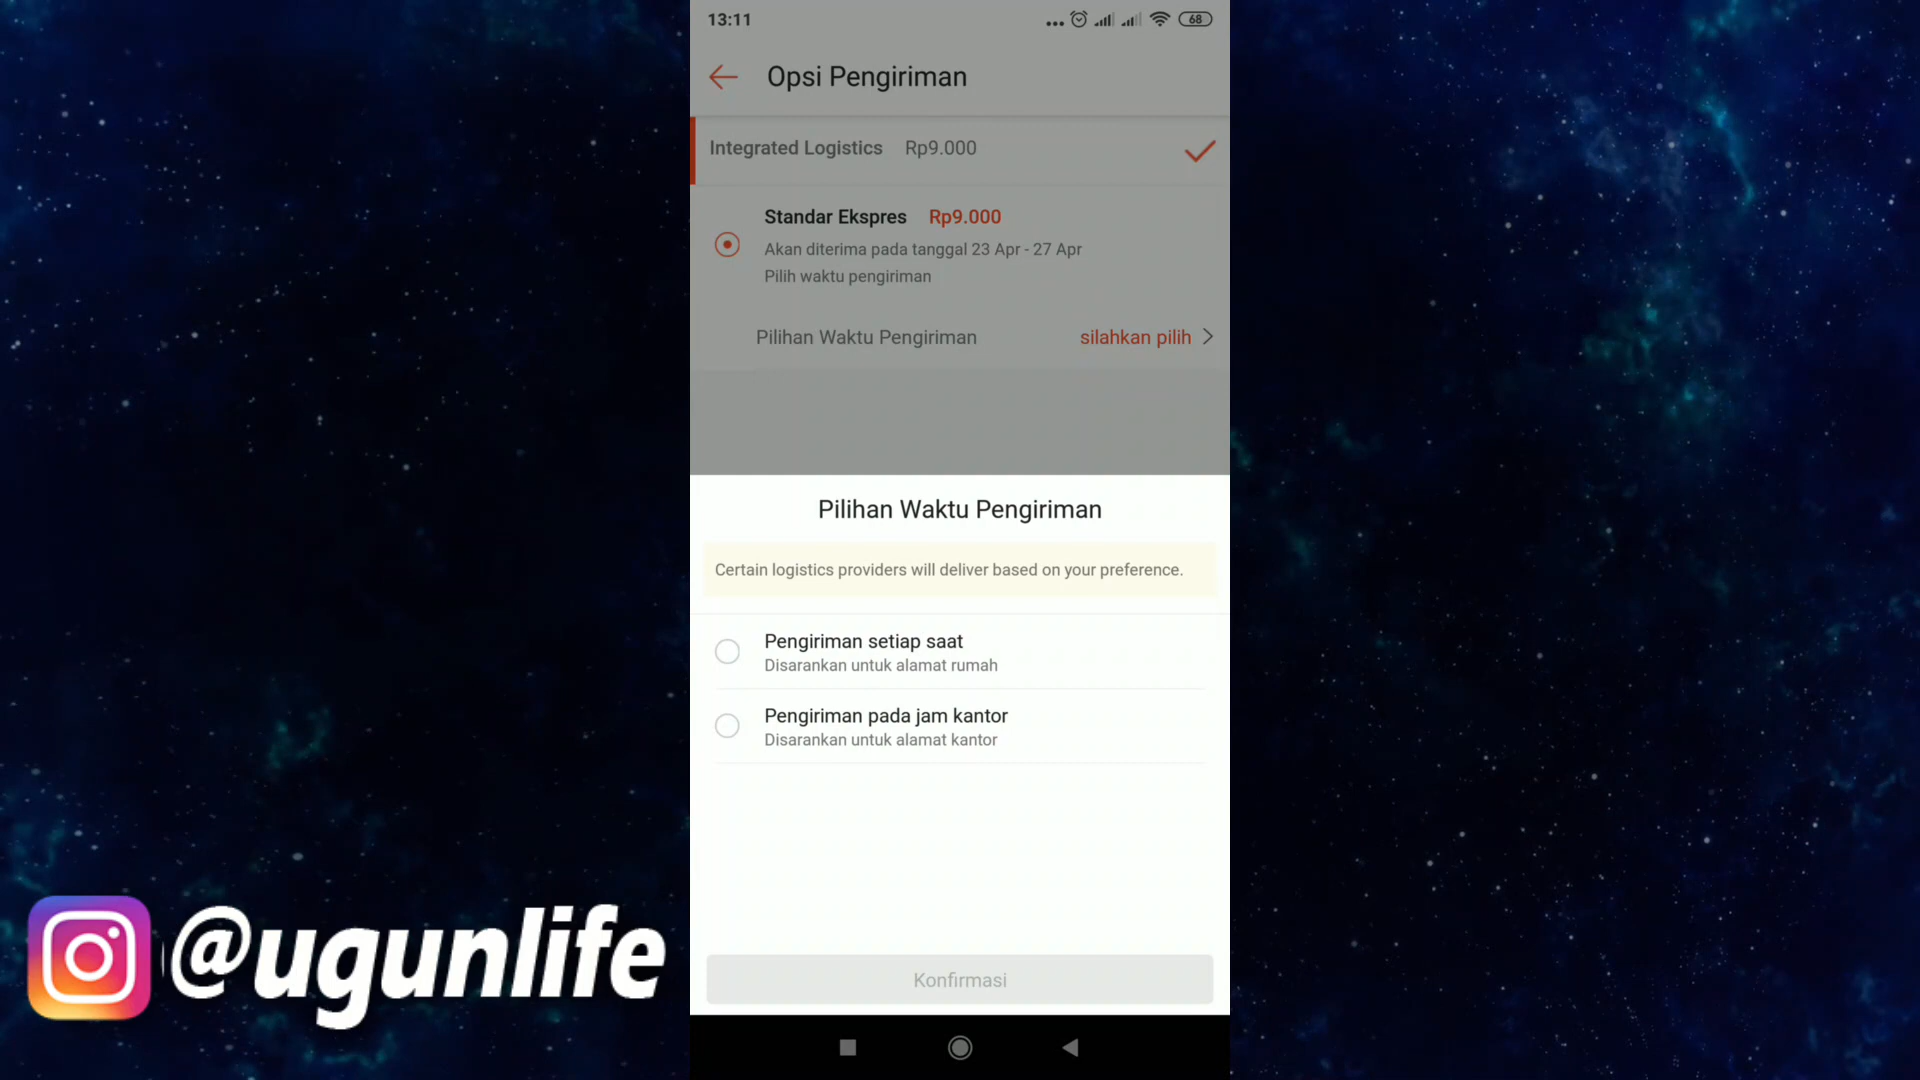 13:11
68
Opsi Pengiriman
Integrated Logistics Rp9.000
Standar Ekspres Rp9.000
Akan diterima pada tanggal 23 Apr - 27 Apr
Pilih waktu pengiriman
Pilihan Waktu Pengiriman silahkan pilih
Pilihan Waktu Pengiriman
Certain logistics providers will deliver based on your preference.
Pengiriman setiap saat
Disarankan untuk alamat rumah
Pengiriman pada jam kantor
Disarankan untuk alamat kantor
Konfirmasi
@ugunlife